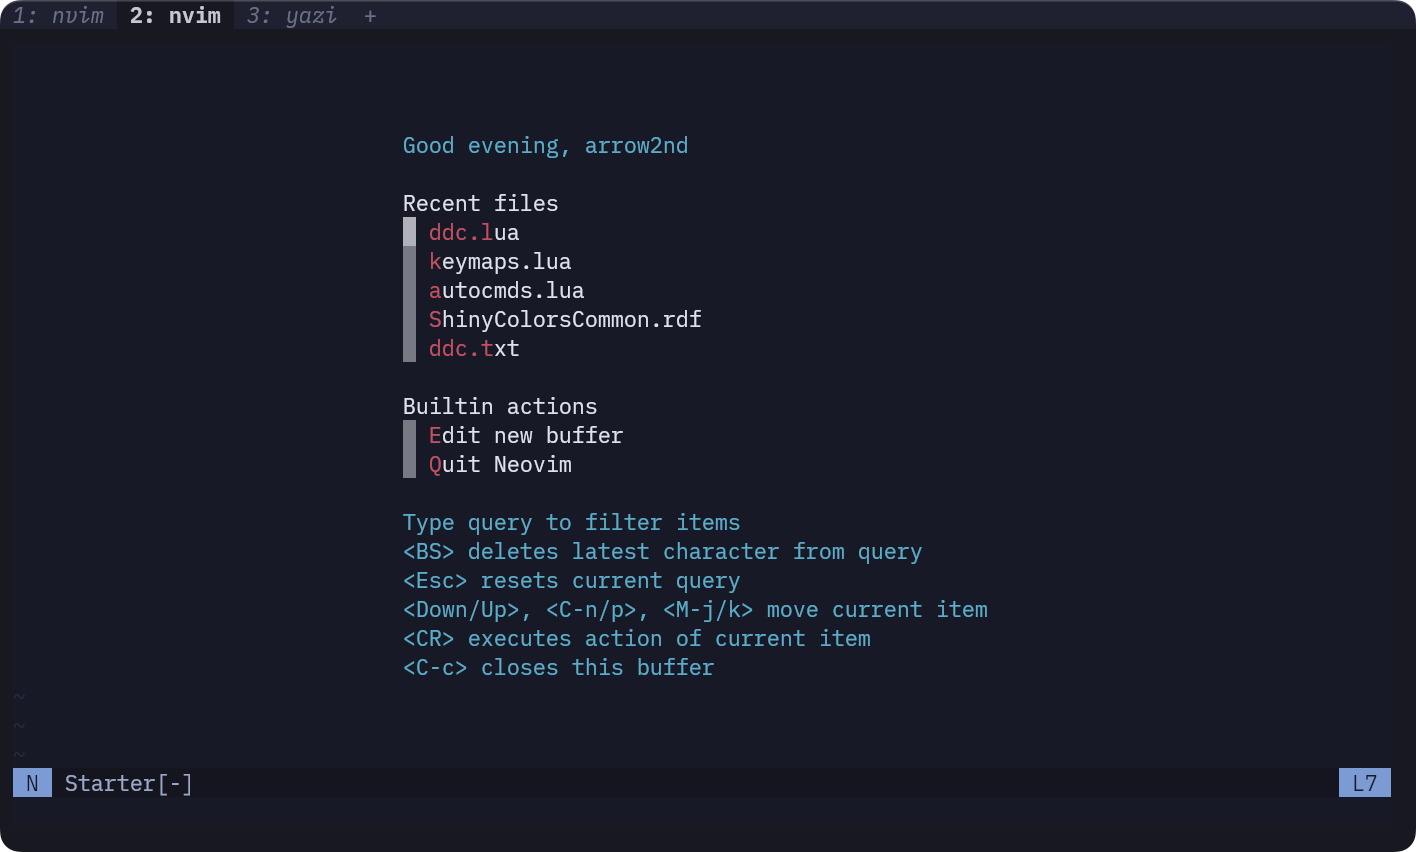 1: nvim 2: nvim 3: yazi +
Good evening, arrow2nd
Recent files
ddc.lua
keymaps.lua
autocmds.lua
ShinyColorsCommon.rdf
ddc.txt
Builtin actions
Edit new buffer
Quit Neovim
Type query to filter items
<BS> deletes latest character from query
<Esc> resets current query
<Down/Up>, <C-n/p>, <M-j/k> move current item
<CR> executes action of current item
<C-c> closes this buffer
~
~
~
N Starter[-] L7